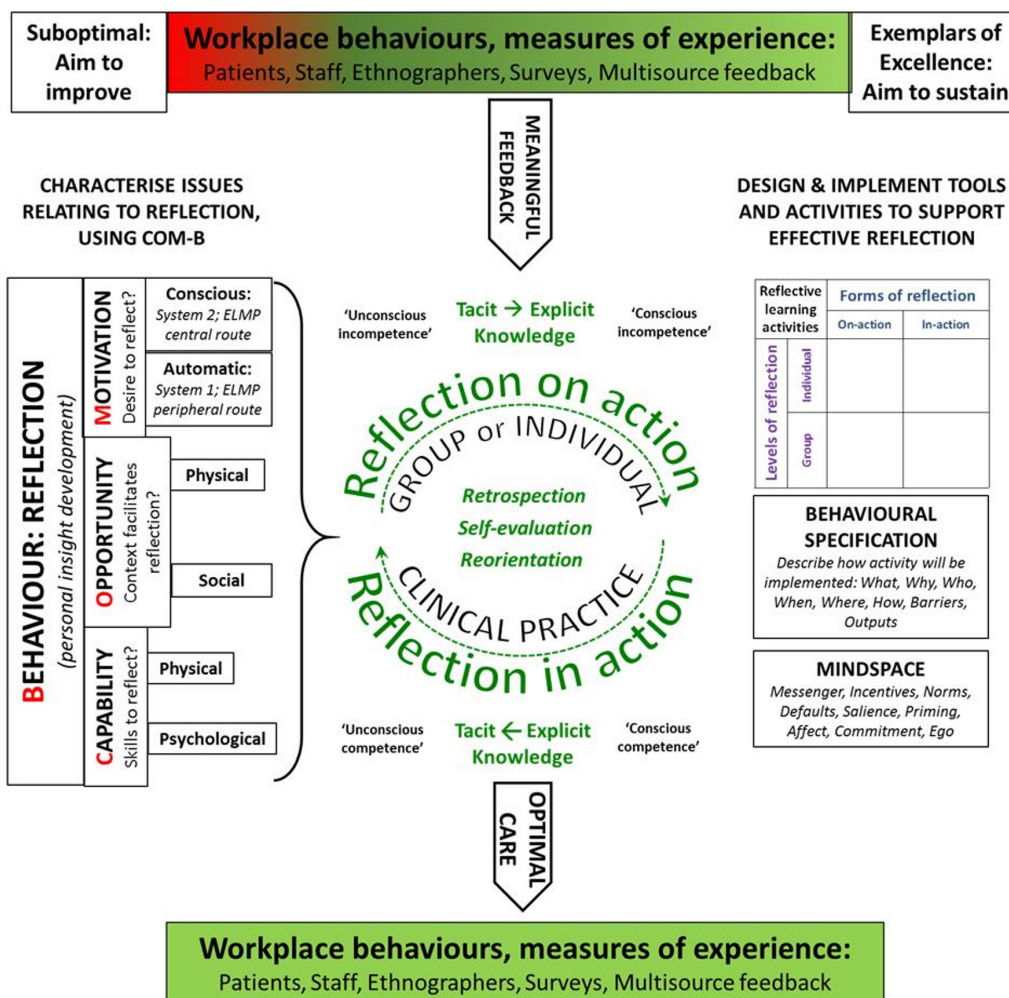 Suboptimal:
Aim to
improve
Workplace behaviours, measures of experience:
Patients, Staff, Ethnographers, Surveys, Multisource feedback
Exemplars of
Excellence:
Aim to sustain
MEANINGFUL
FEEDBACK
CHARACTERISE ISSUES
RELATING TO REFLECTION,
USING COM-B
BEHAVIOUR: REFLECTION
(personal insight development)
MOTIVATION
Desire to reflect?
Conscious:
System 2; ELMP
central route
Automatic:
System 1; ELMP
peripheral route
OPPORTUNITY
Context facilitates
reflection?
Physical
Social
CAPABILITY
Skills to reflect?
Physical
Psychological
‘Unconscious
incompetence’
Tacit → Explicit
Knowledge
‘Conscious
incompetence’
Reflection on action
GROUP or INDIVIDUAL
Retrospection
Self-evaluation
Reorientation
CLINICAL PRACTICE
Reflection in action
‘Unconscious
competence’
Tacit ← Explicit
Knowledge
‘Conscious
competence’
DESIGN & IMPLEMENT TOOLS
AND ACTIVITIES TO SUPPORT
EFFECTIVE REFLECTION
Reflective
learning
activities
Forms of reflection
On-action
In-action
Levels of reflection
Individual
Group
BEHAVIOURAL
SPECIFICATION
Describe how activity will be
implemented: What, Why, Who,
When, Where, How, Barriers,
Outputs
MINDSPACE
Messenger, Incentives, Norms,
Defaults, Salience, Priming,
Affect, Commitment, Ego
OPTIMAL
CARE
Workplace behaviours, measures of experience:
Patients, Staff, Ethnographers, Surveys, Multisource feedback